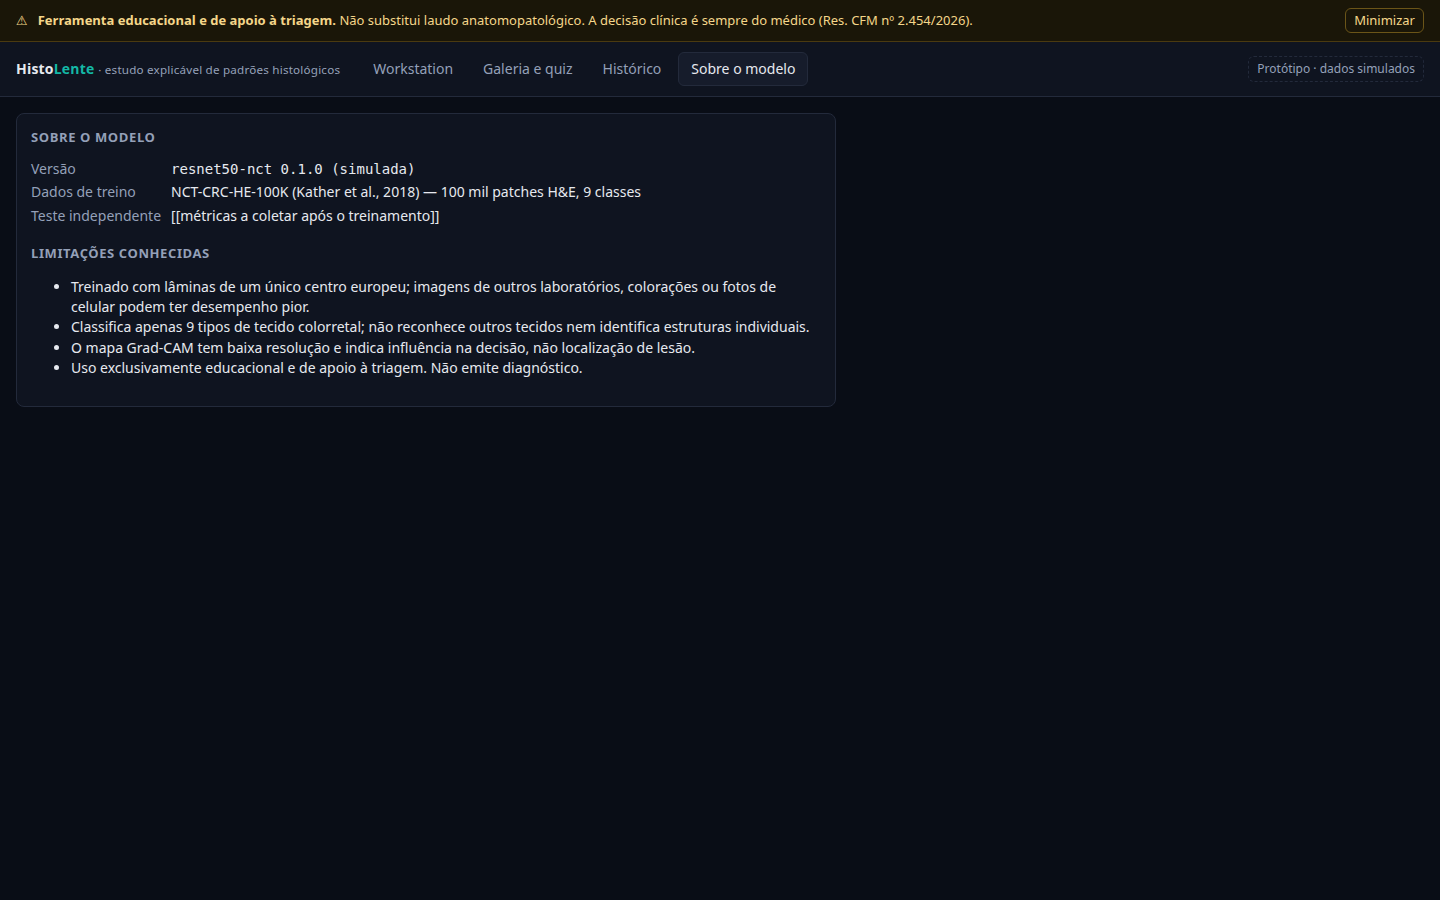 ⚠ Ferramenta educacional e de apoio à triagem. Não substitui laudo anatomopatológico. A decisão clínica é sempre do médico (Res. CFM nº 2.454/2026). Minimizar
HistoLente · estudo explicável de padrões histológicos Workstation Galeria e quiz Histórico Sobre o modelo Protótipo · dados simulados
SOBRE O MODELO
Versão resnet50-nct 0.1.0 (simulada)
Dados de treino NCT-CRC-HE-100K (Kather et al., 2018) — 100 mil patches H&E, 9 classes
Teste independente [[métricas a coletar após o treinamento]]
LIMITAÇÕES CONHECIDAS
• Treinado com lâminas de um único centro europeu; imagens de outros laboratórios, colorações ou fotos de
celular podem ter desempenho pior.
• Classifica apenas 9 tipos de tecido colorretal; não reconhece outros tecidos nem identifica estruturas individuais.
• O mapa Grad-CAM tem baixa resolução e indica influência na decisão, não localização de lesão.
• Uso exclusivamente educacional e de apoio à triagem. Não emite diagnóstico.